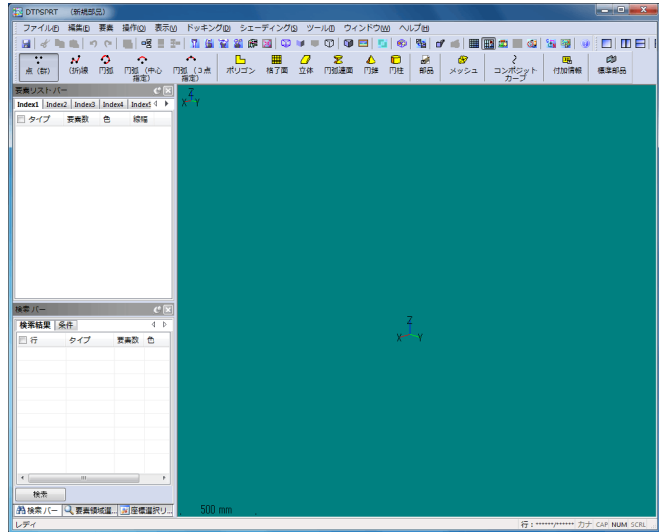 DTPSPRT （新規部品）
ファイル(F) 編集(E) 要素 操作(O) 表示(V) ドッキング(D) シェーディング(S) ツール(T) ウィンドウ(W) ヘルプ(H)
点（群） (折)線 円弧 円弧（中心指定） 円弧（3点指定） ポリゴン 格子面 立体 円弧連面 円錐 円柱 部品 メッシュ コンポジットカーブ 付加情報 標準部品
要素リスト バー
Index1 Index2 Index3 Index4 Index5
タイプ 要素数 色 線幅
Z
X Y
Z
X Y
検索 バー
検索結果 条件
行 タイプ 要素数 色
検索
検索 バー 要素領域選... 座標選択リ...
500 mm
レディ
行：******/****** カナ CAP NUM SCRL